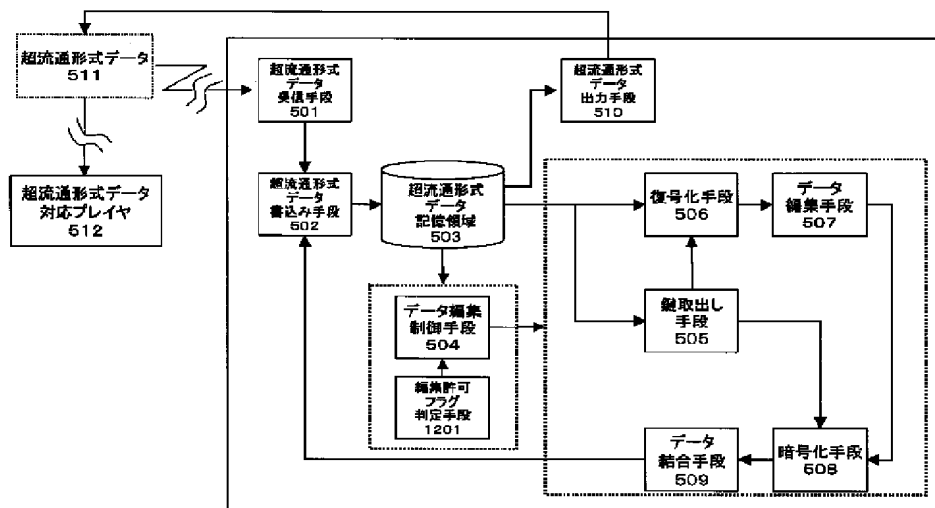 超流通形式データ
511
超流通形式データ
対応プレイヤ
512
超流通形式
データ
受信手段
501
超流通形式
データ
書込み手段
502
超流通形式
データ
記憶領域
503
超流通形式
データ
出力手段
510
データ編集
制御手段
504
編集許可
フラグ
判定手段
1201
復号化手段
506
データ
編集手段
507
鍵取出し
手段
505
データ
結合手段
509
暗号化手段
508